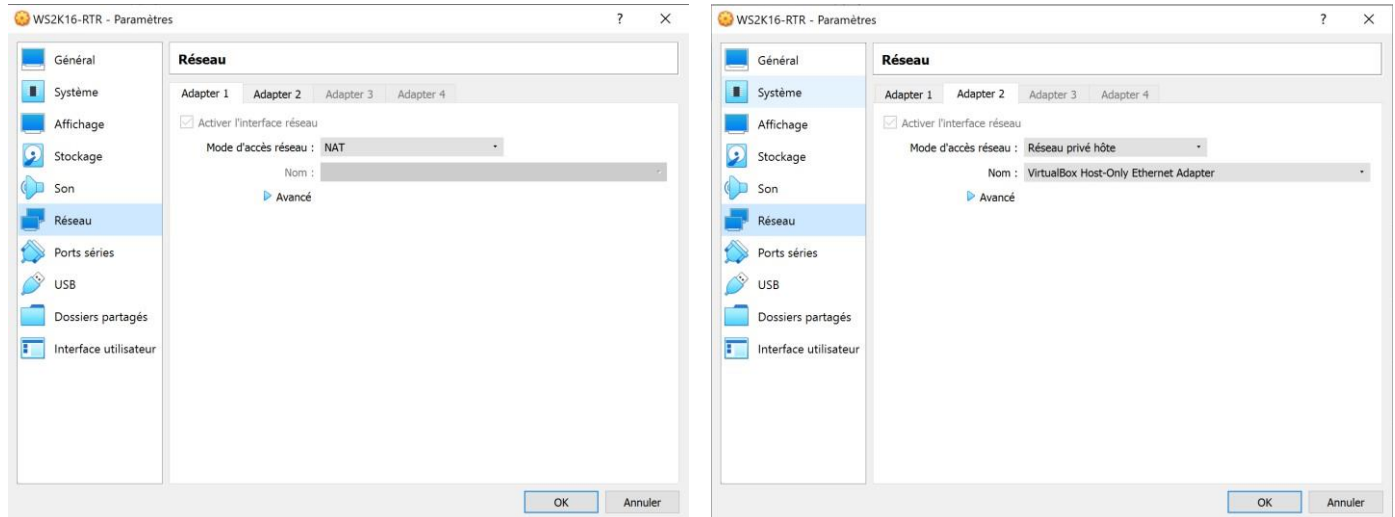 WS2K16-RTR - Paramètres ? ×
Général
Système
Affichage
Stockage
Son
Réseau
Ports séries
USB
Dossiers partagés
Interface utilisateur
Réseau
Adapter 1 Adapter 2 Adapter 3 Adapter 4
Activer l'interface réseau
Mode d'accès réseau : NAT
Nom :
Avancé
OK Annuler
WS2K16-RTR - Paramètres ? ×
Général
Système
Affichage
Stockage
Son
Réseau
Ports séries
USB
Dossiers partagés
Interface utilisateur
Réseau
Adapter 1 Adapter 2 Adapter 3 Adapter 4
Activer l'interface réseau
Mode d'accès réseau : Réseau privé hôte
Nom : VirtualBox Host-Only Ethernet Adapter
Avancé
OK Annuler